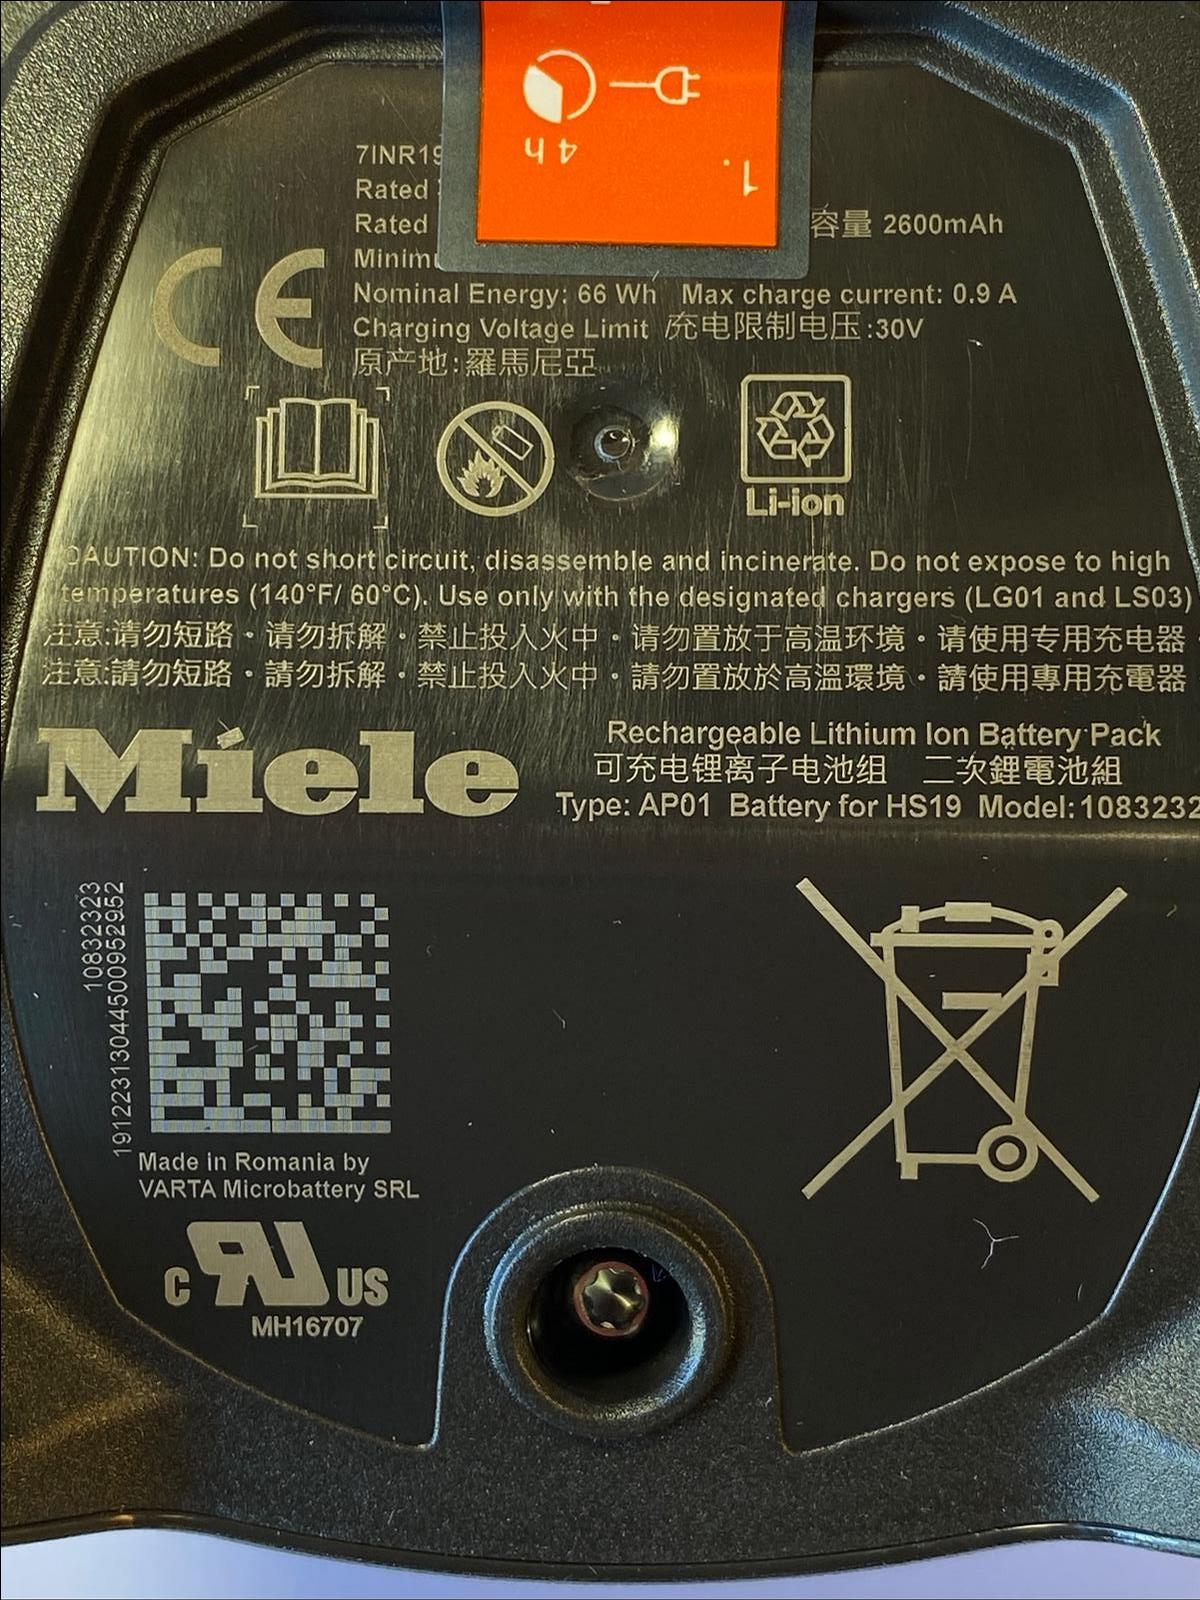 1.
4 h
7INR19
Rated
Rated 容量 2600mAh
Nominal Energy: 66 Wh Max charge current: 0.9 A
Charging Voltage Limit /充电限制电压:30V
原产地:羅馬尼亞
CE
Li-ion
CAUTION: Do not short circuit, disassemble and incinerate. Do not expose to high
temperatures (140°F/ 60°C). Use only with the designated chargers (LG01 and LS03)
注意:请勿短路・请勿拆解・禁止投入火中・请勿置放于高温环境・请使用专用充电器
注意:請勿短路・請勿拆解・禁止投入火中・請勿置放於高溫環境・請使用專用充電器
Miele
Rechargeable Lithium Ion Battery Pack
可充电锂离子电池组 二次鋰電池組
Type: AP01 Battery for HS19 Model: 1083232
10832323
19122313044500952952
Made in Romania by
VARTA Microbattery SRL
C RU US
MH16707